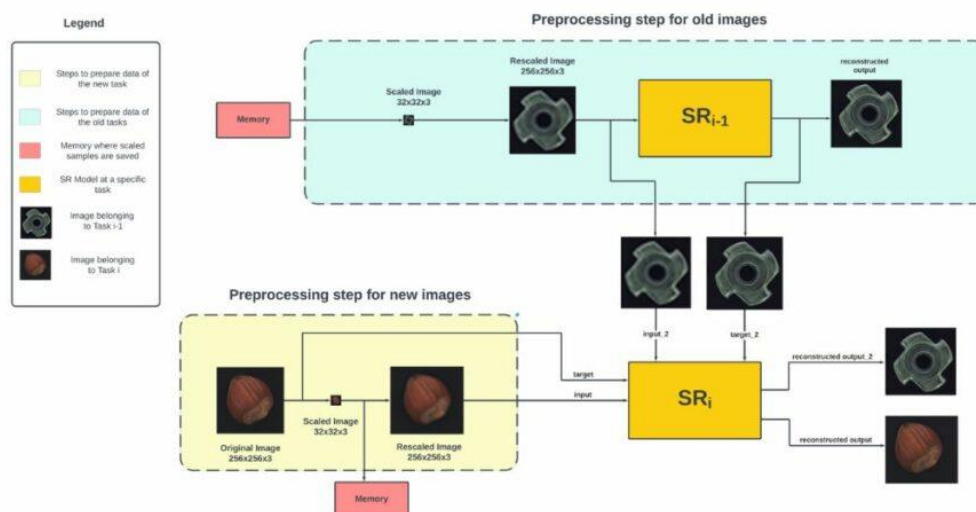 Legend
Steps to prepare data of
the new task
Steps to prepare data of
the old tasks
Memory where scaled
samples are saved
SR Model at a specific
task
Image belonging
to Task i-1
Image belonging
to Task i
Preprocessing step for old images
Memory
Scaled Image
32x32x3
Rescaled Image
256x256x3
SRi-1
reconstructed
output
Preprocessing step for new images
input_2
target_2
target
input
SRi
reconstructed output_2
reconstructed output
Original Image
256x256x3
Scaled Image
32x32x3
Rescaled Image
256x256x3
Memory